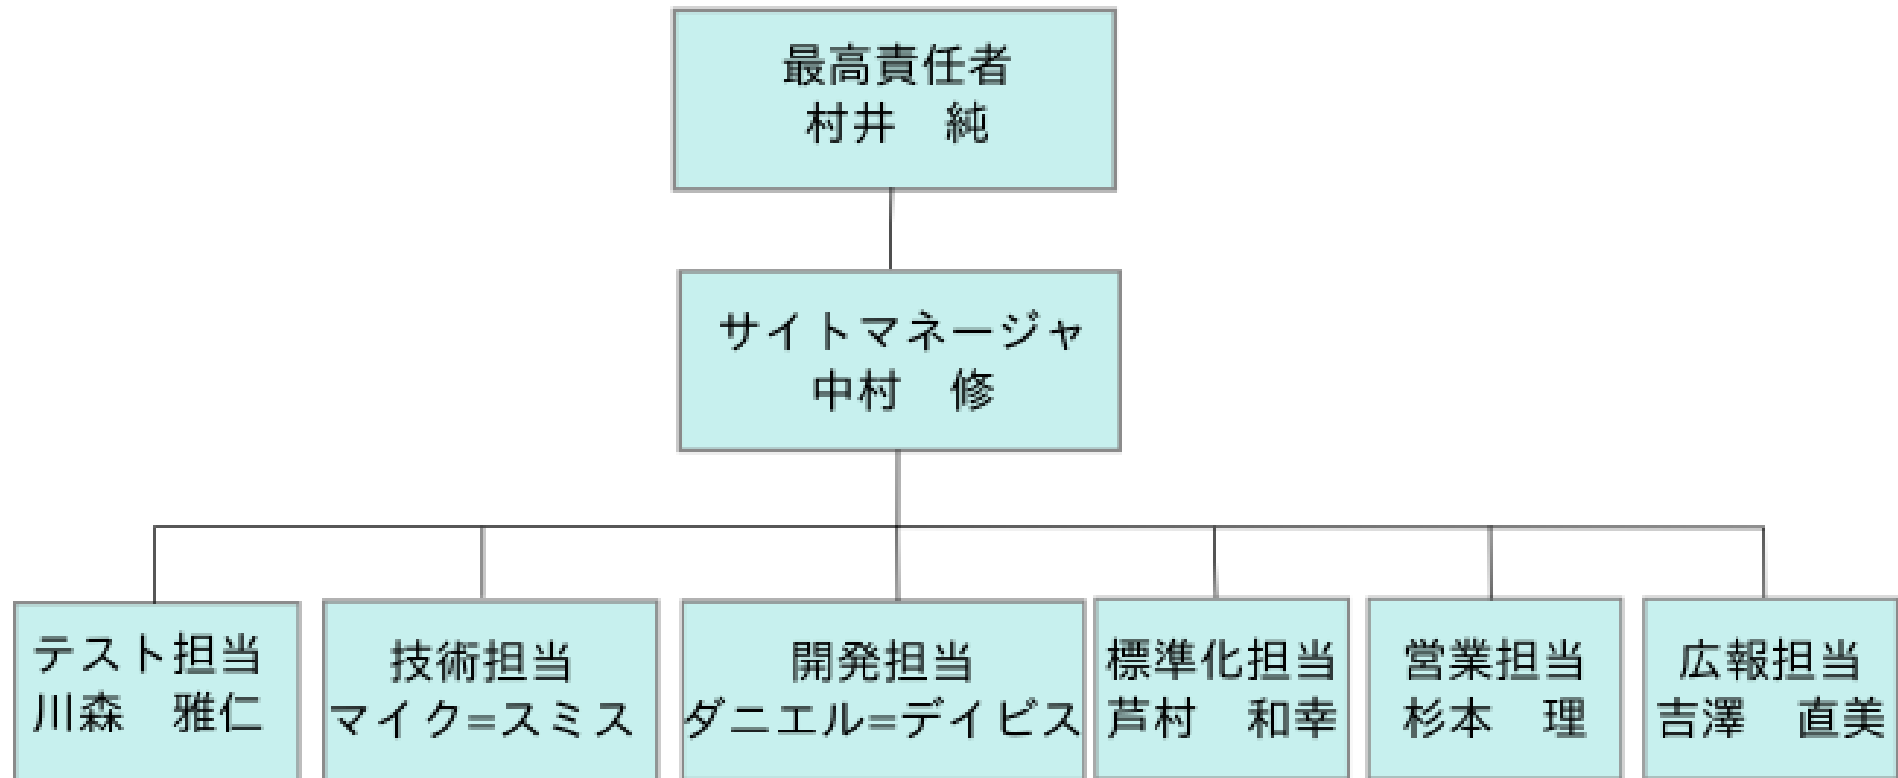 最高責任者
村井　純
サイトマネージャ
中村　修
テスト担当
川森　雅仁
技術担当
マイク=スミス
開発担当
ダニエル=デイビス
標準化担当
芦村　和幸
営業担当
杉本　理
広報担当
吉澤　直美